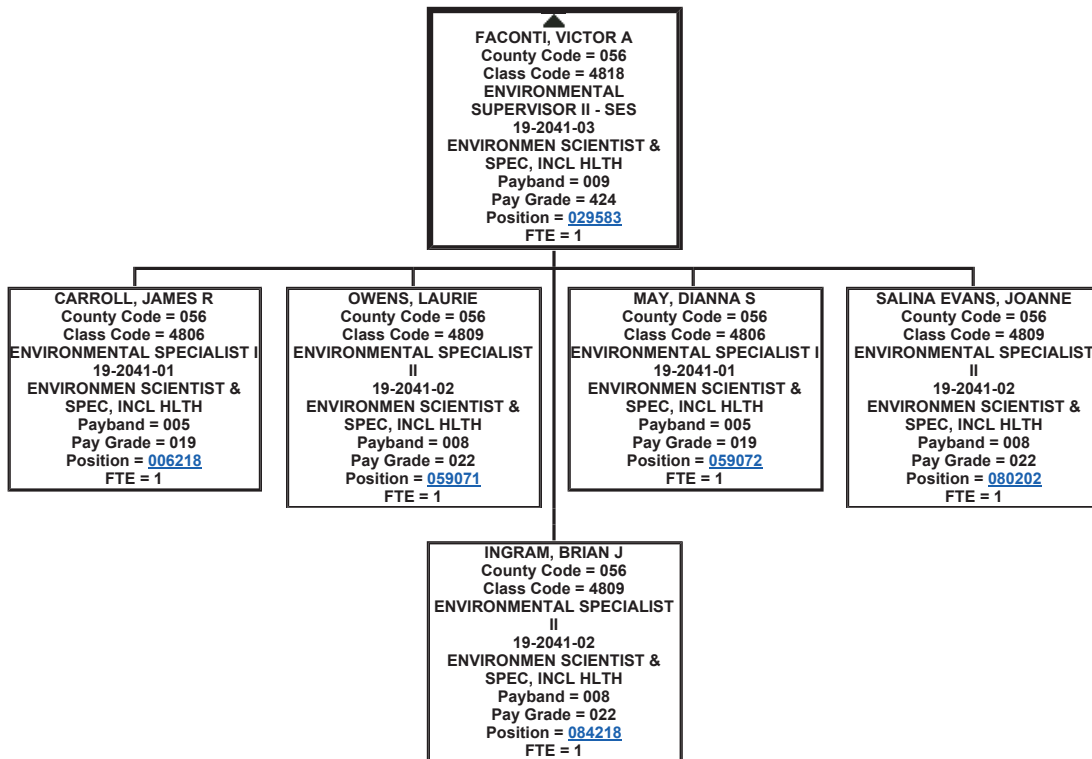 FACONTI, VICTOR A
County Code = 056
Class Code = 4818
ENVIRONMENTAL
SUPERVISOR II - SES
19-2041-03
ENVIRONMEN SCIENTIST &
SPEC, INCL HLTH
Payband = 009
Pay Grade = 424
Position = 029583
FTE = 1
CARROLL, JAMES R
County Code = 056
Class Code = 4806
ENVIRONMENTAL SPECIALIST I
19-2041-01
ENVIRONMEN SCIENTIST &
SPEC, INCL HLTH
Payband = 005
Pay Grade = 019
Position = 006218
FTE = 1
OWENS, LAURIE
County Code = 056
Class Code = 4809
ENVIRONMENTAL SPECIALIST
II
19-2041-02
ENVIRONMEN SCIENTIST &
SPEC, INCL HLTH
Payband = 008
Pay Grade = 022
Position = 059071
FTE = 1
MAY, DIANNA S
County Code = 056
Class Code = 4806
ENVIRONMENTAL SPECIALIST I
19-2041-01
ENVIRONMEN SCIENTIST &
SPEC, INCL HLTH
Payband = 005
Pay Grade = 019
Position = 059072
FTE = 1
SALINA EVANS, JOANNE
County Code = 056
Class Code = 4809
ENVIRONMENTAL SPECIALIST
II
19-2041-02
ENVIRONMEN SCIENTIST &
SPEC, INCL HLTH
Payband = 008
Pay Grade = 022
Position = 080202
FTE = 1
INGRAM, BRIAN J
County Code = 056
Class Code = 4809
ENVIRONMENTAL SPECIALIST
II
19-2041-02
ENVIRONMEN SCIENTIST &
SPEC, INCL HLTH
Payband = 008
Pay Grade = 022
Position = 084218
FTE = 1